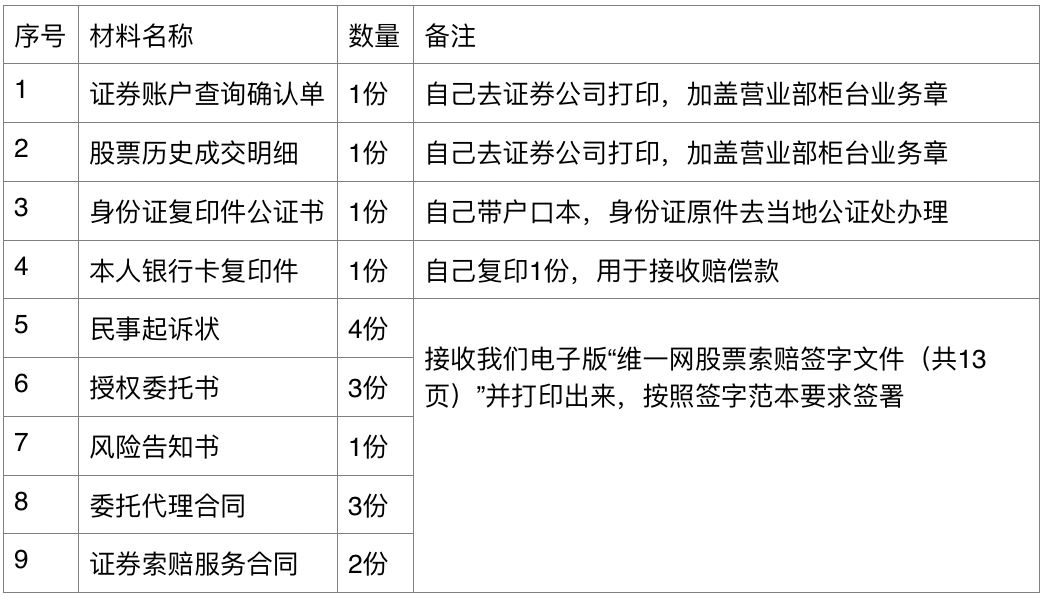 序号 材料名称 数量 备注
1 证券账户查询确认单 1份 自己去证券公司打印，加盖营业部柜台业务章
2 股票历史成交明细 1份 自己去证券公司打印，加盖营业部柜台业务章
3 身份证复印件公证书 1份 自己带户口本，身份证原件去当地公证处办理
4 本人银行卡复印件 1份 自己复印1份，用于接收赔偿款
5 民事起诉状 4份
接收我们电子版“维一网股票索赔签字文件（共13
页）”并打印出来，按照签字范本要求签署
6 授权委托书 3份
7 风险告知书 1份
8 委托代理合同 3份
9 证券索赔服务合同 2份